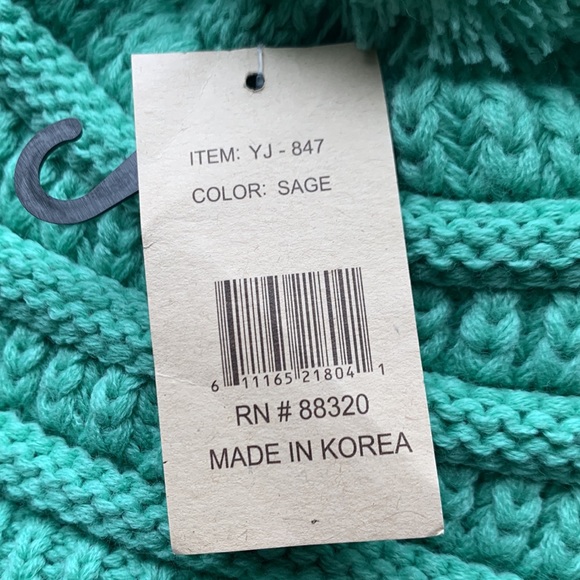 ITEM: YJ - 847
COLOR: SAGE
6 11165 21804 1
RN # 88320
MADE IN KOREA